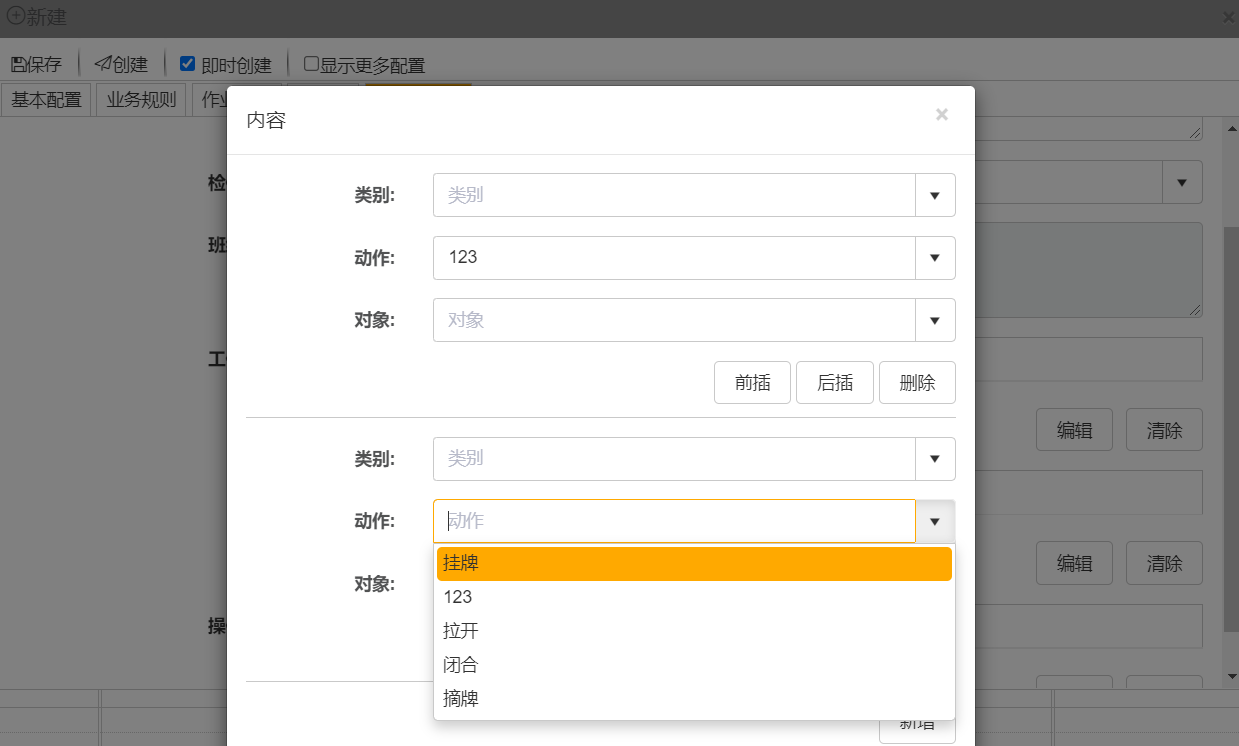 新建
保存 创建 即时创建 显示更多配置
基本配置 业务规则 作业
内容
检
类别: 类别
班
动作: 123
对象: 对象
工
前插 后插 删除
编辑 清除
类别: 类别
动作: 动作
挂牌
编辑 清除
对象:
123
操 拉开
闭合
摘牌
新增